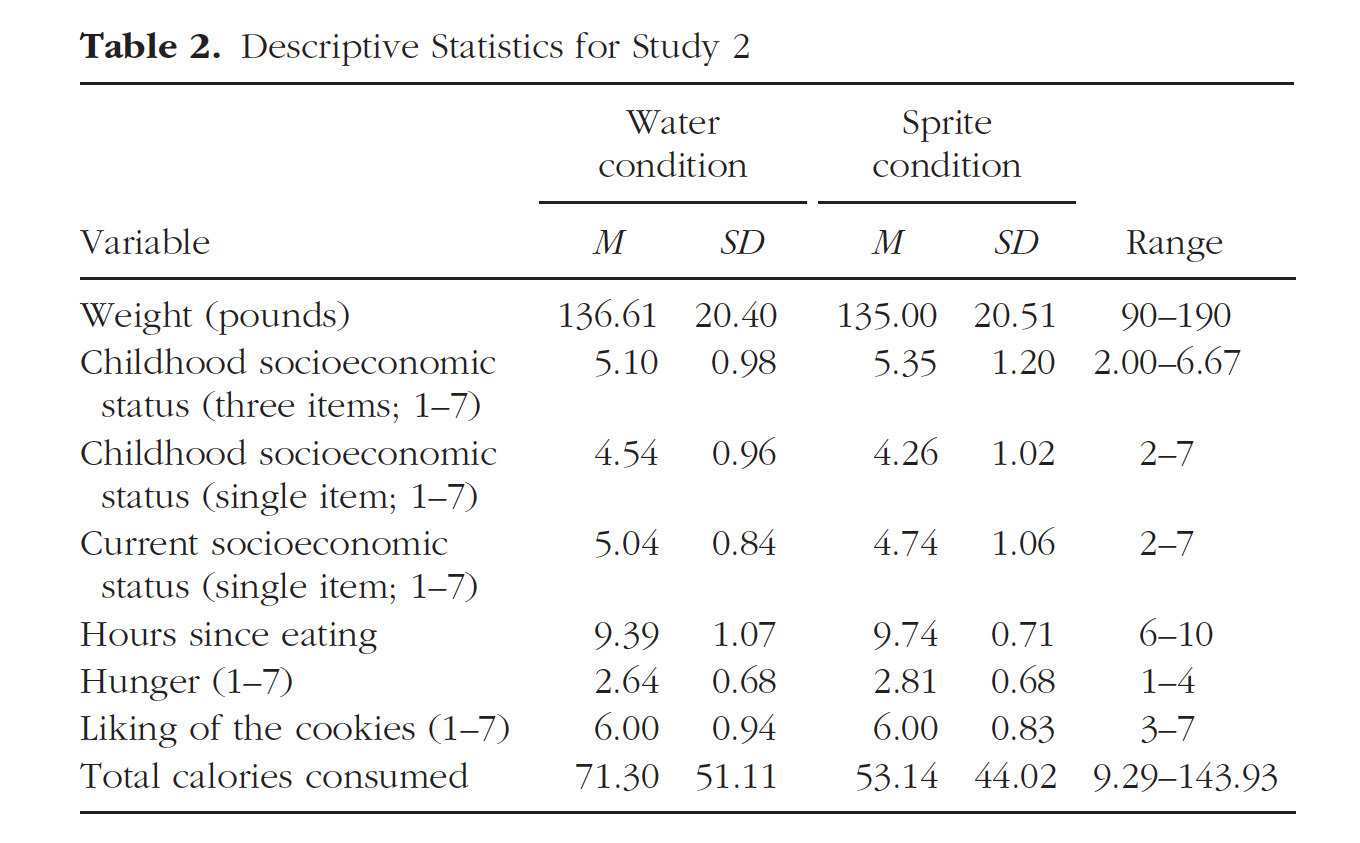 Table 2. Descriptive Statistics for Study 2
Water condition Sprite condition
Variable M SD M SD Range
Weight (pounds) 136.61 20.40 135.00 20.51 90–190
Childhood socioeconomic 5.10 0.98 5.35 1.20 2.00–6.67
status (three items; 1–7)
Childhood socioeconomic 4.54 0.96 4.26 1.02 2–7
status (single item; 1–7)
Current socioeconomic 5.04 0.84 4.74 1.06 2–7
status (single item; 1–7)
Hours since eating 9.39 1.07 9.74 0.71 6–10
Hunger (1–7) 2.64 0.68 2.81 0.68 1–4
Liking of the cookies (1–7) 6.00 0.94 6.00 0.83 3–7
Total calories consumed 71.30 51.11 53.14 44.02 9.29–143.93